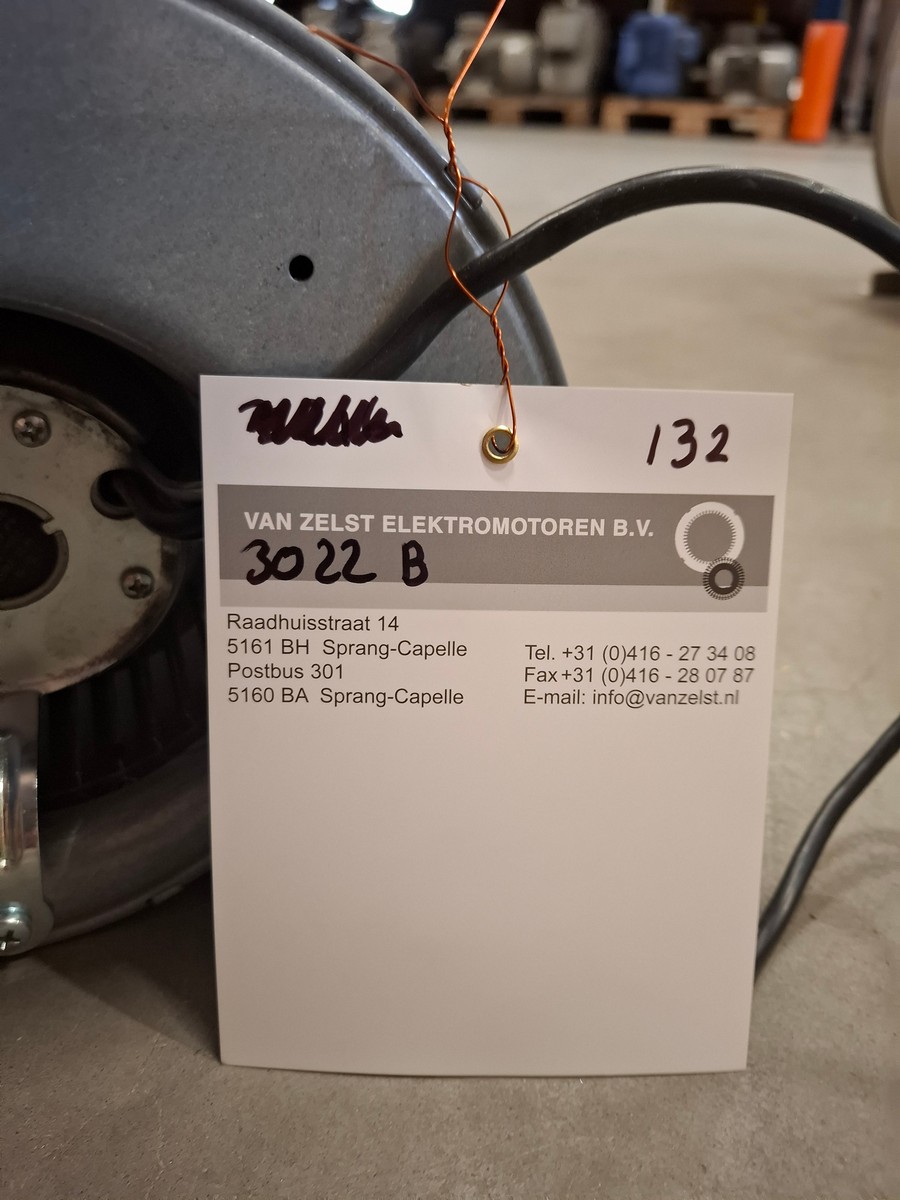 132
VAN ZELST ELEKTROMOTOREN B.V.
3022 B
Raadhuisstraat 14
5161 BH Sprang-Capelle
Postbus 301
5160 BA Sprang-Capelle
Tel. +31 (0)416 - 27 34 08
Fax +31 (0)416 - 28 07 87
E-mail: info@vanzelst.nl